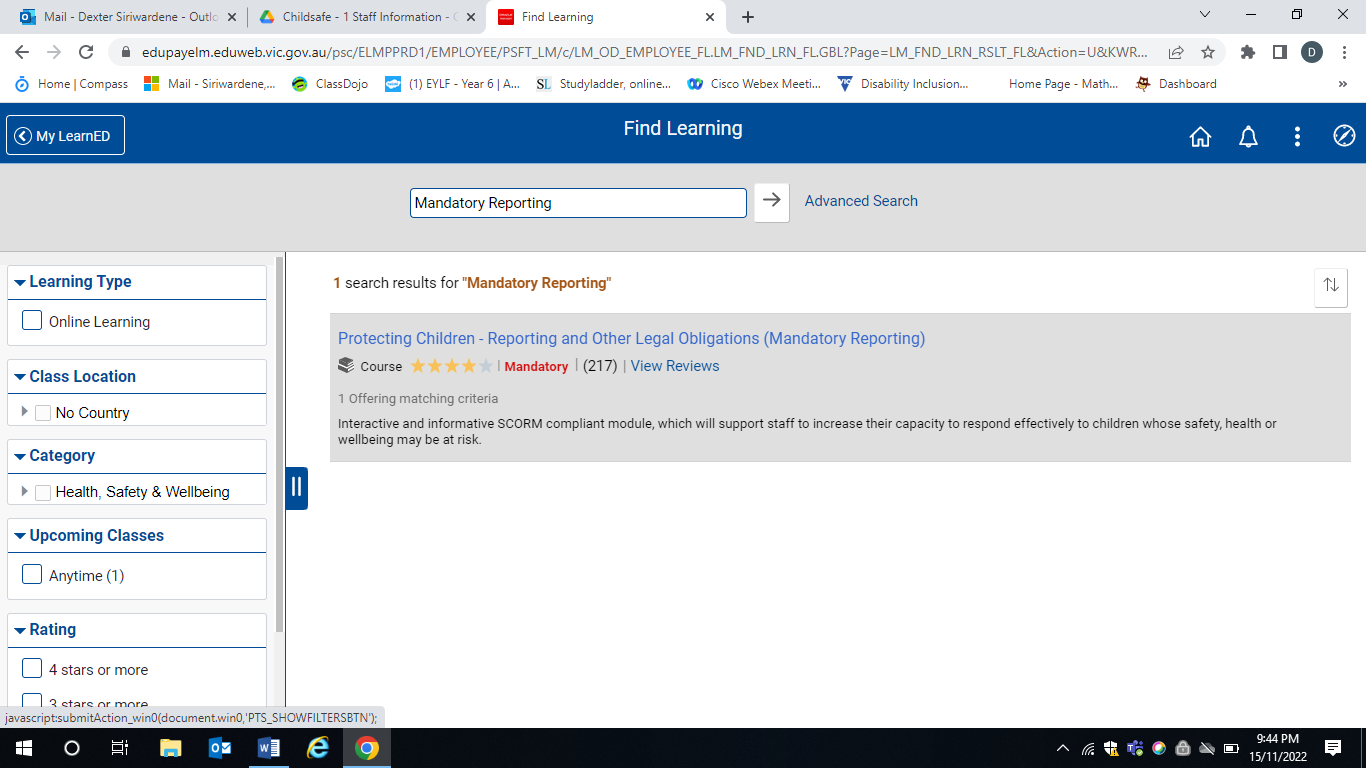 Mail - Dexter Siriwardene - Outlo
Childsafe - 1 Staff Information - G
Find Learning
edupayelm.eduweb.vic.gov.au/psc/ELMPPRD1/EMPLOYEE/PSFT_LM/c/LM_OD_EMPLOYEE_FL.LM_FND_LRN_FL.GBL?Page=LM_FND_LRN_RSLT_FL&Action=U&KWR...
D
Home | Compass
Mail - Siriwardene,...
ClassDojo
(1) EYLF - Year 6 | A...
SL Studyladder, online...
Cisco Webex Meeti...
VIC Disability Inclusion...
Home Page - Math...
Dashboard
»
My LearnED
Find Learning
Mandatory Reporting
Advanced Search
Learning Type
Online Learning
Class Location
No Country
Category
Health, Safety & Wellbeing
Upcoming Classes
Anytime (1)
Rating
4 stars or more
3 stars or more
1 search results for "Mandatory Reporting"
Protecting Children - Reporting and Other Legal Obligations (Mandatory Reporting)
Course | Mandatory | (217) | View Reviews
1 Offering matching criteria
Interactive and informative SCORM compliant module, which will support staff to increase their capacity to respond effectively to children whose safety, health or
wellbeing may be at risk.
javascript:submitAction_win0(document.win0,'PTS_SHOWFILTERSBTN');
9:44 PM
15/11/2022